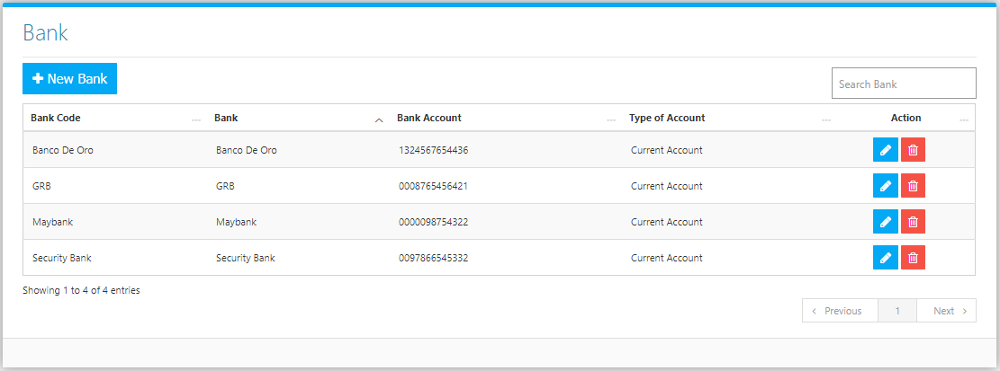 Bank
New Bank
Search Bank
Bank Code Bank Bank Account Type of Account Action
Banco De Oro Banco De Oro 1324567654436 Current Account
GRB GRB 0008765456421 Current Account
Maybank Maybank 0000098754322 Current Account
Security Bank Security Bank 0097866545332 Current Account
Showing 1 to 4 of 4 entries
Previous 1 Next